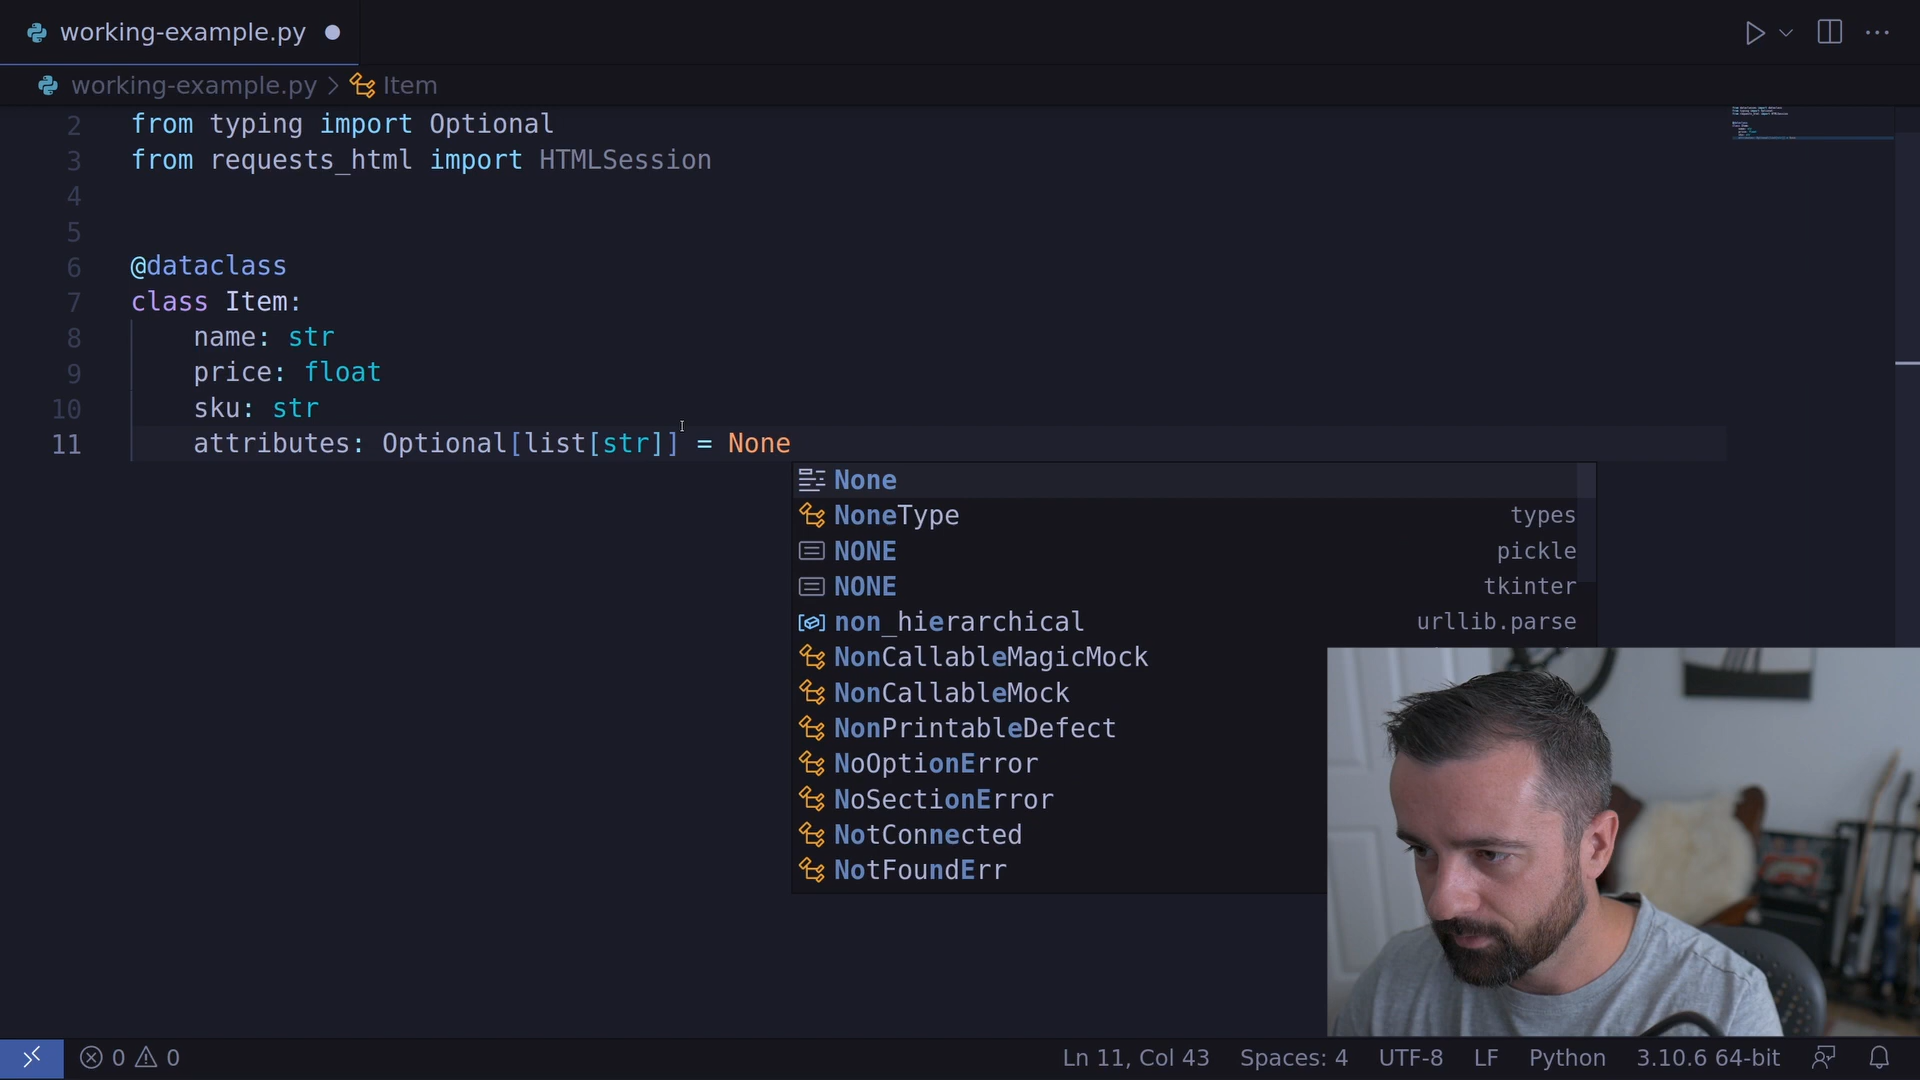 working-example.py
working-example.py > Item
2 from typing import Optional
3 from requests_html import HTMLSession
4
5
6 @dataclass
7 class Item:
8 name: str
9 price: float
10 sku: str
11 attributes: Optional[list[str]] = None
None
NoneType types
NONE pickle
NONE tkinter
non_hierarchical urllib.parse
NonCallableMagicMock
NonCallableMock
NonPrintableDefect
NoOptionError
NoSectionError
NotConnected
NotFoundErr
0 0 Ln 11, Col 43 Spaces: 4 UTF-8 LF Python 3.10.6 64-bit